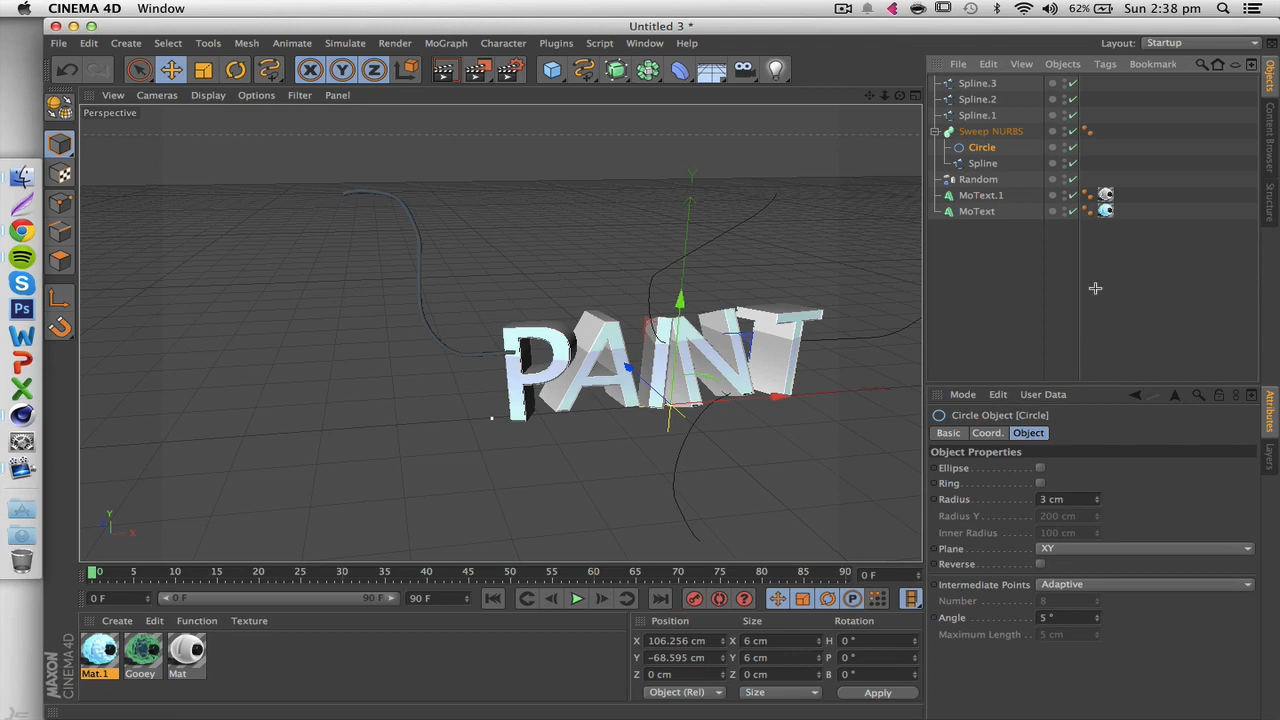 CINEMA 4D Window
62% Sun 2:38 pm
Untitled 3 *
File Edit Create Select Tools Mesh Animate Simulate Render MoGraph Character Plugins Script Window Help
Layout: Startup
X Y Z
File Edit View Objects Tags Bookmark
View Cameras Display Options Filter Panel
Perspective
Spline.3
Spline.2
Spline.1
Sweep NURBS
Circle
Spline
Random
MoText.1
MoText
Objects
Content Browser
Structure
Y
PAINT
Y
X
Mode Edit User Data
Circle Object [Circle]
Basic Coord. Object
Object Properties
Ellipse
Ring
Radius 3 cm
Radius Y 200 cm
Inner Radius 100 cm
Plane XY
Reverse
Intermediate Points Adaptive
Number 8
Angle 5 °
Maximum Length 5 cm
Attributes
Layers
0 5 10 15 20 25 30 35 40 45 50 55 60 65 70 75 80 85 90 0 F
0 F 0 F 90 F 90 F
Create Edit Function Texture
Mat.1 Gooey Mat
Position Size Rotation
X 106.256 cm X 6 cm H 0 °
Y -68.595 cm Y 6 cm P 0 °
Z 0 cm Z 0 cm B 0 °
Object (Rel) Size Apply
MAXON
CINEMA 4D
Ps